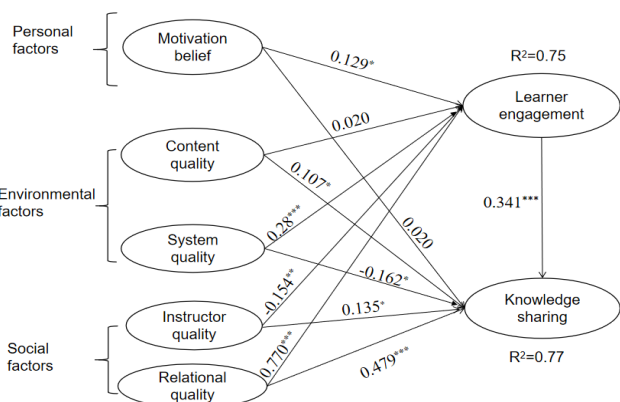 Personal
factors
Motivation
belief
0.129*
R²=0.75
Learner
engagement
Content
quality
0.020
0.107*
Environmental
factors
0.28***
0.020
0.341***
System
quality
-0.162*
-0.154**
Knowledge
sharing
Instructor
quality
0.135*
Social
factors
0.770***
0.479***
R²=0.77
Relational
quality